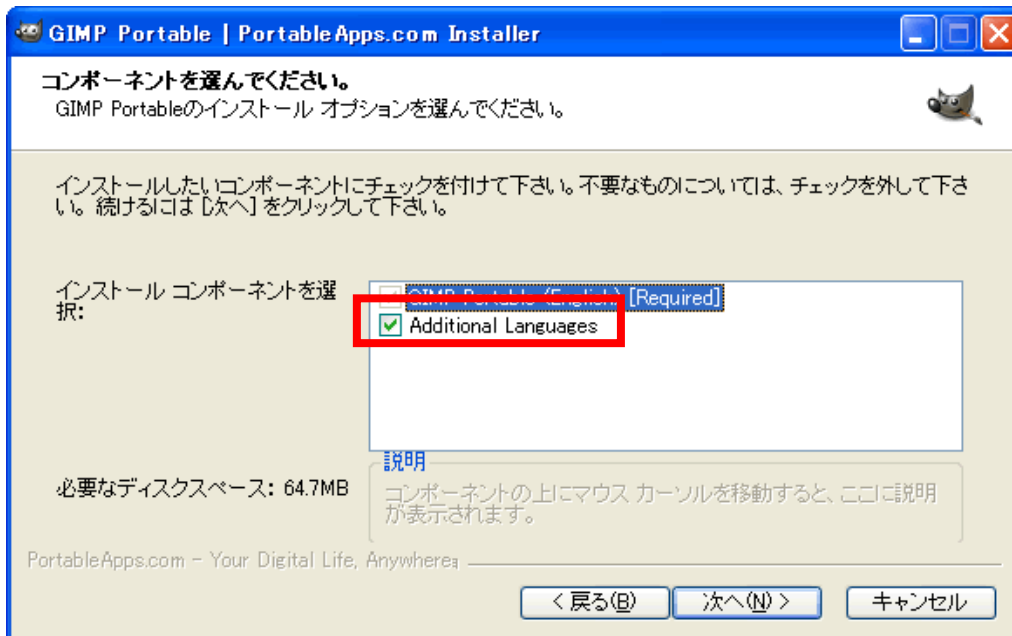 GIMP Portable | PortableApps.com Installer
コンポーネントを選んでください。
GIMP Portableのインストール オプションを選んでください。
インストールしたいコンポーネントにチェックを付けて下さい。不要なものについては、チェックを外して下さ
い。続けるには [次へ] をクリックして下さい。
インストール コンポーネントを選
択:
GIMP Portable (English) [Required]
Additional Languages
説明
必要なディスクスペース: 64.7MB
コンポーネントの上にマウス カーソルを移動すると、ここに説明
が表示されます。
PortableApps.com - Your Digital Life, Anywhere
< 戻る(B)
次へ(N) >
キャンセル